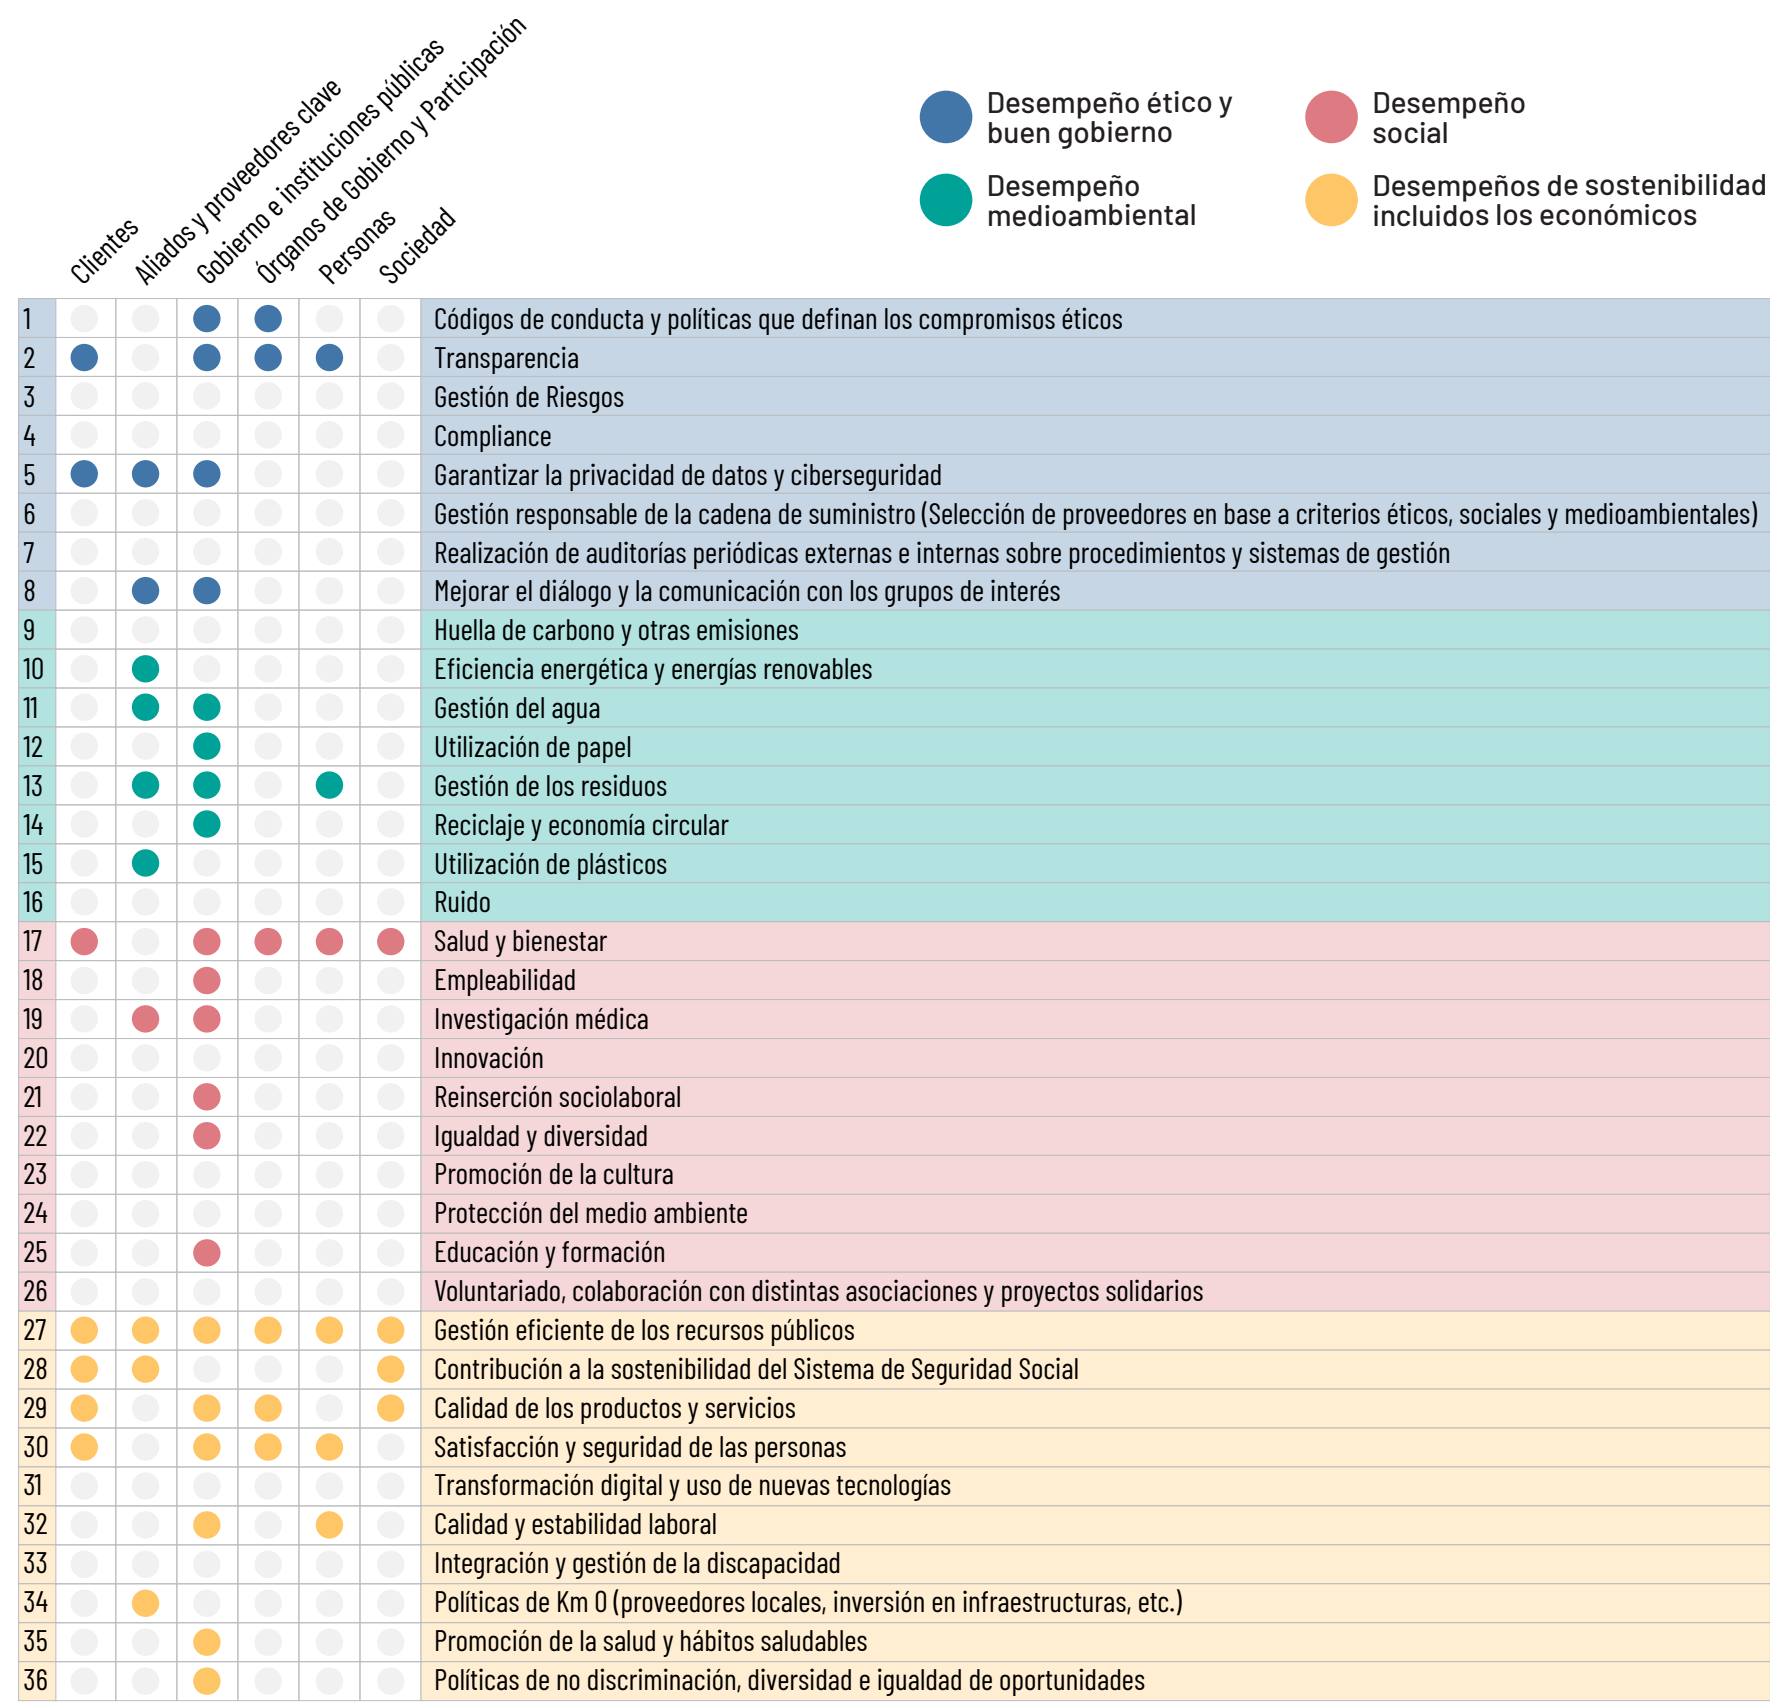 Clientes
Aliados y proveedores clave
Gobierno e instituciones públicas
Órganos de Gobierno y Participación
Personas
Sociedad
Desempeño ético y
buen gobierno
Desempeño
social
Desempeño
medioambiental
Desempeños de sostenibilidad
incluidos los económicos
1 Códigos de conducta y políticas que definan los compromisos éticos
2 Transparencia
3 Gestión de Riesgos
4 Compliance
5 Garantizar la privacidad de datos y ciberseguridad
6 Gestión responsable de la cadena de suministro (Selección de proveedores en base a criterios éticos, sociales y medioambientales)
7 Realización de auditorías periódicas externas e internas sobre procedimientos y sistemas de gestión
8 Mejorar el diálogo y la comunicación con los grupos de interés
9 Huella de carbono y otras emisiones
10 Eficiencia energética y energías renovables
11 Gestión del agua
12 Utilización de papel
13 Gestión de los residuos
14 Reciclaje y economía circular
15 Utilización de plásticos
16 Ruido
17 Salud y bienestar
18 Empleabilidad
19 Investigación médica
20 Innovación
21 Reinserción sociolaboral
22 Igualdad y diversidad
23 Promoción de la cultura
24 Protección del medio ambiente
25 Educación y formación
26 Voluntariado, colaboración con distintas asociaciones y proyectos solidarios
27 Gestión eficiente de los recursos públicos
28 Contribución a la sostenibilidad del Sistema de Seguridad Social
29 Calidad de los productos y servicios
30 Satisfacción y seguridad de las personas
31 Transformación digital y uso de nuevas tecnologías
32 Calidad y estabilidad laboral
33 Integración y gestión de la discapacidad
34 Políticas de Km 0 (proveedores locales, inversión en infraestructuras, etc.)
35 Promoción de la salud y hábitos saludables
36 Políticas de no discriminación, diversidad e igualdad de oportunidades